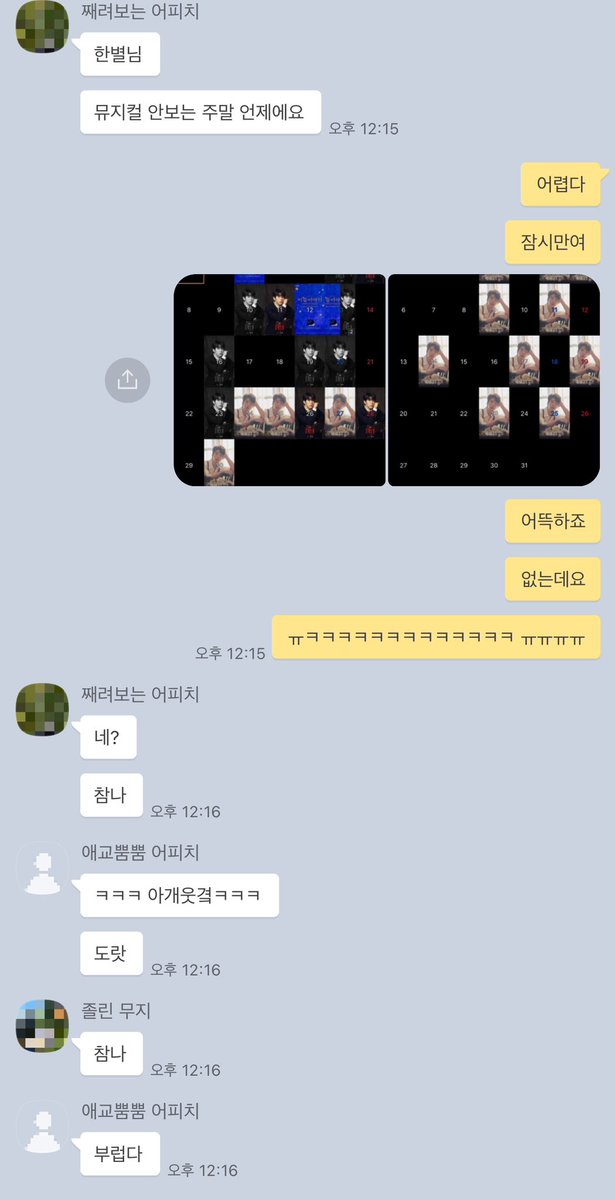 째려보는 어피치
한별님
뮤지컬 안보는 주말 언제에요
오후 12:15
어렵다
잠시만여
8 9 10 12 14
15 16 17 18 19 21
22 23 26 27
29
6 7 8 10 11 12
13 15 16 17 18 19
20 21 22 24 25 26
27 28 29 30 31
어뜩하죠
없는데요
오후 12:15
ㅠㅋㅋㅋㅋㅋㅋㅋㅋㅋㅋㅋㅋㅋ ㅠㅠㅠㅠ
째려보는 어피치
네?
참나
오후 12:16
애교뿜뿜 어피치
ㅋㅋㅋ 아개웃겤ㅋㅋㅋ
도랏
오후 12:16
졸린 무지
참나
오후 12:16
애교뿜뿜 어피치
부럽다
오후 12:16